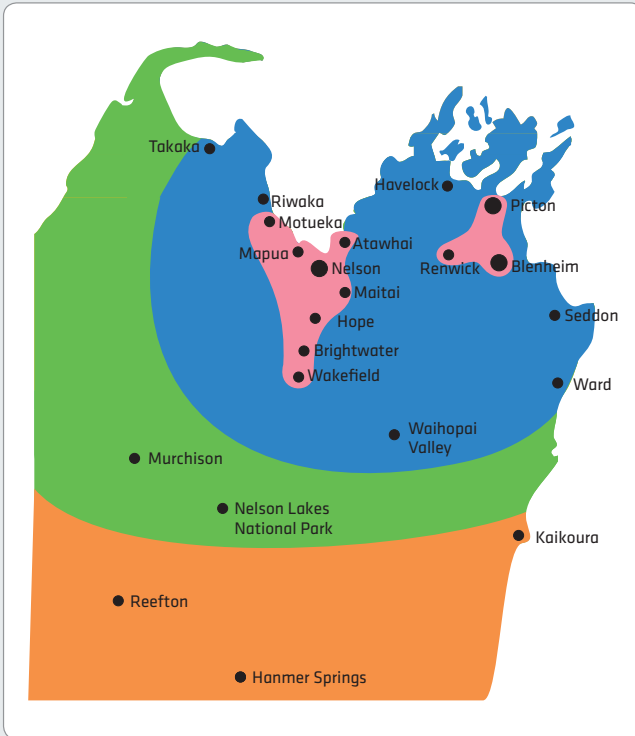 Takaka
Havelock
Riwaka
Picton
Motueka
Atawhai
Mapua
Nelson
Renwick
Blenheim
Maitai
Seddon
Hope
Brightwater
Wakefield
Ward
Waihopai
Valley
Murchison
Nelson Lakes
National Park
Kaikoura
Reefton
Hanmer Springs